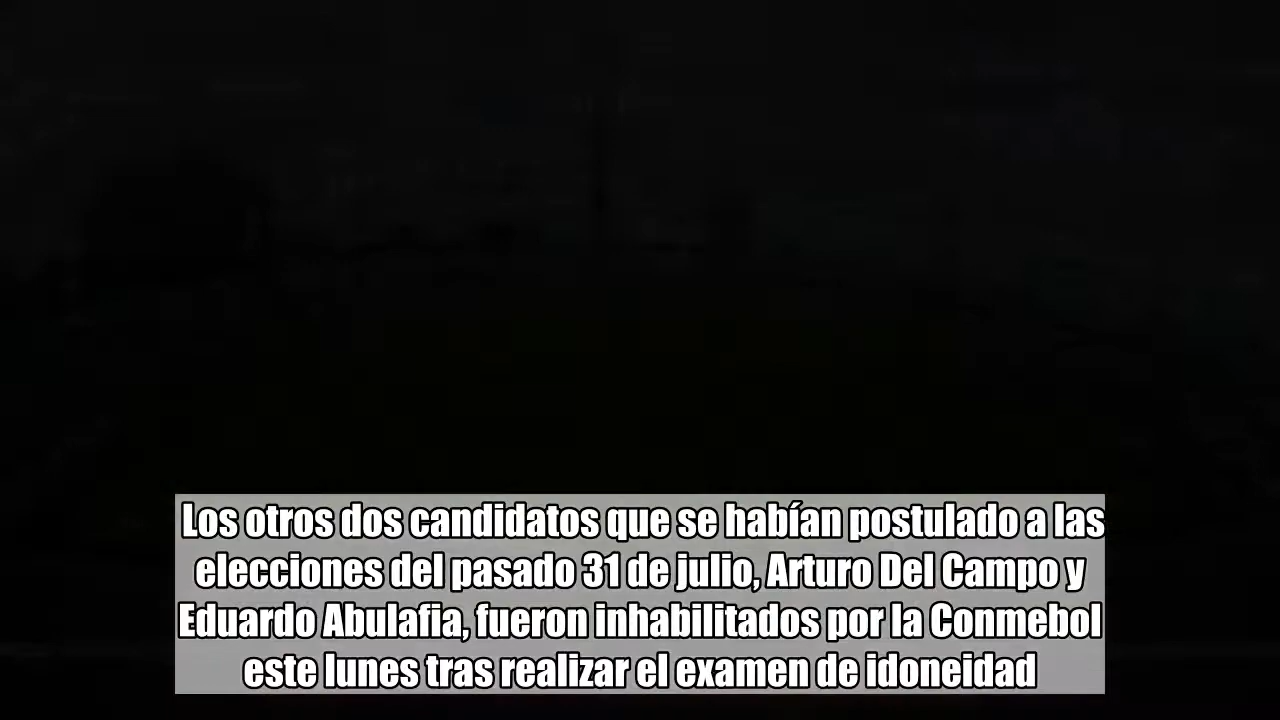 Los otros dos candidatos que se habían postulado a las
elecciones del pasado 31 de julio, Arturo Del Campo y
Eduardo Abulafia, fueron inhabilitados por la Conmebol
este lunes tras realizar el examen de idoneidad